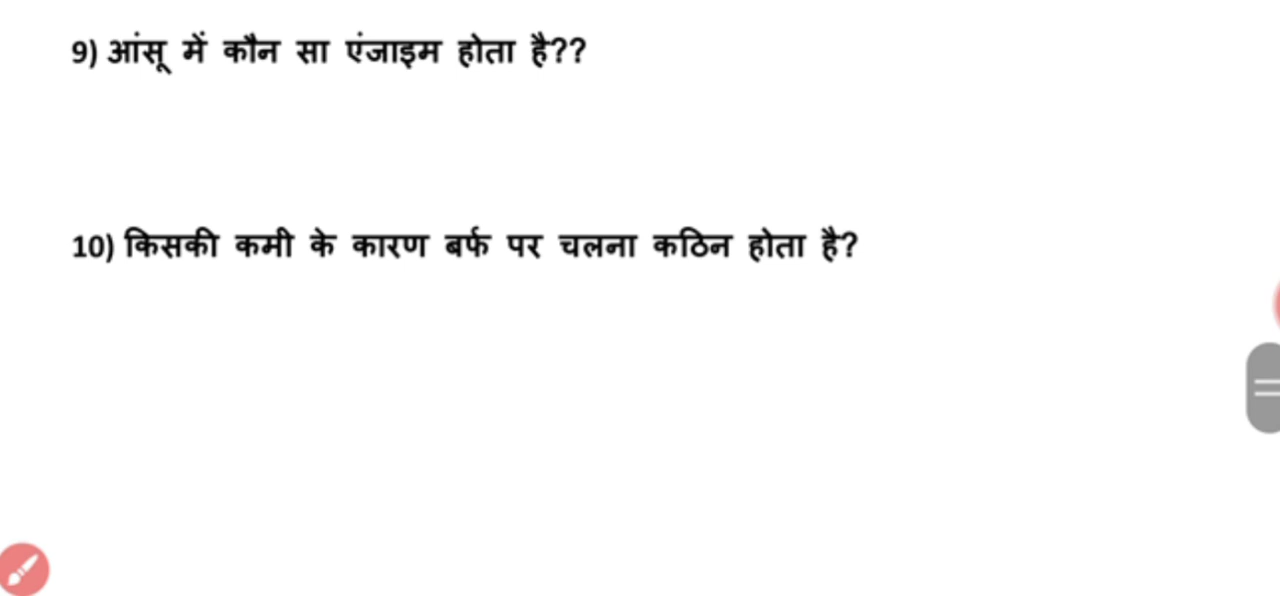 9) आंसू में कौन सा एंजाइम होता है??
10) किसकी कमी के कारण बर्फ पर चलना कठिन होता है?